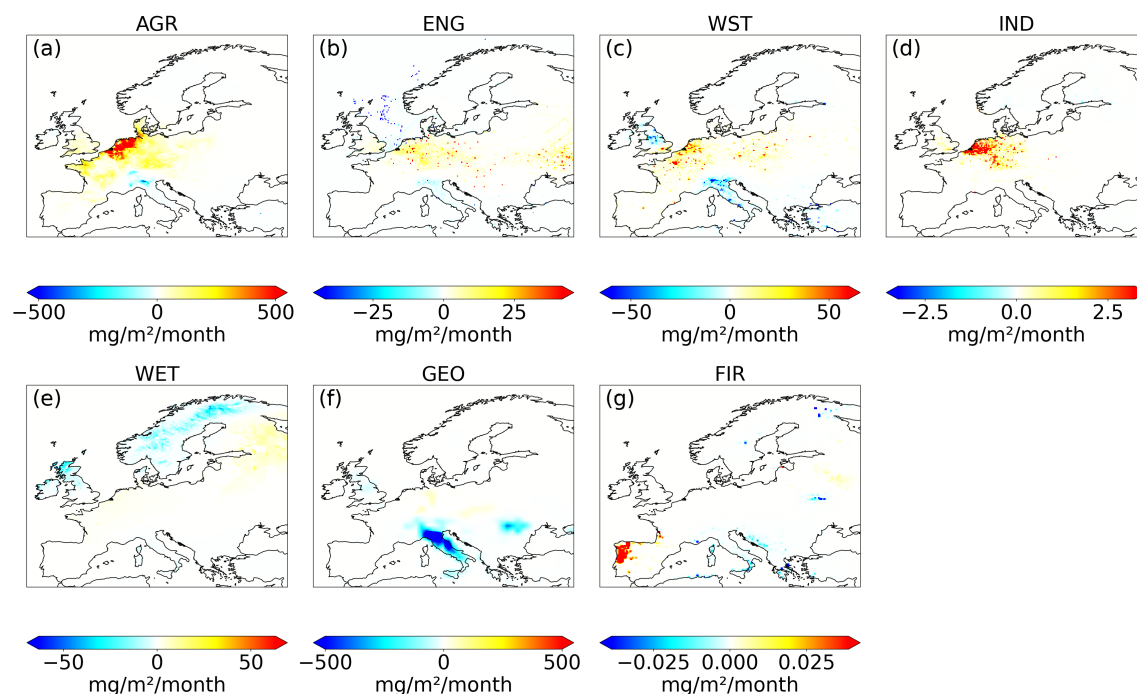 AGR ENG WST IND
(a) (b) (c) (d)
−500 0 500 −25 0 25 −50 0 50 −2.5 0.0 2.5
mg/m²/month mg/m²/month mg/m²/month mg/m²/month
WET GEO FIR
(e) (f) (g)
−50 0 50 −500 0 500 −0.025 0.000 0.025
mg/m²/month mg/m²/month mg/m²/month